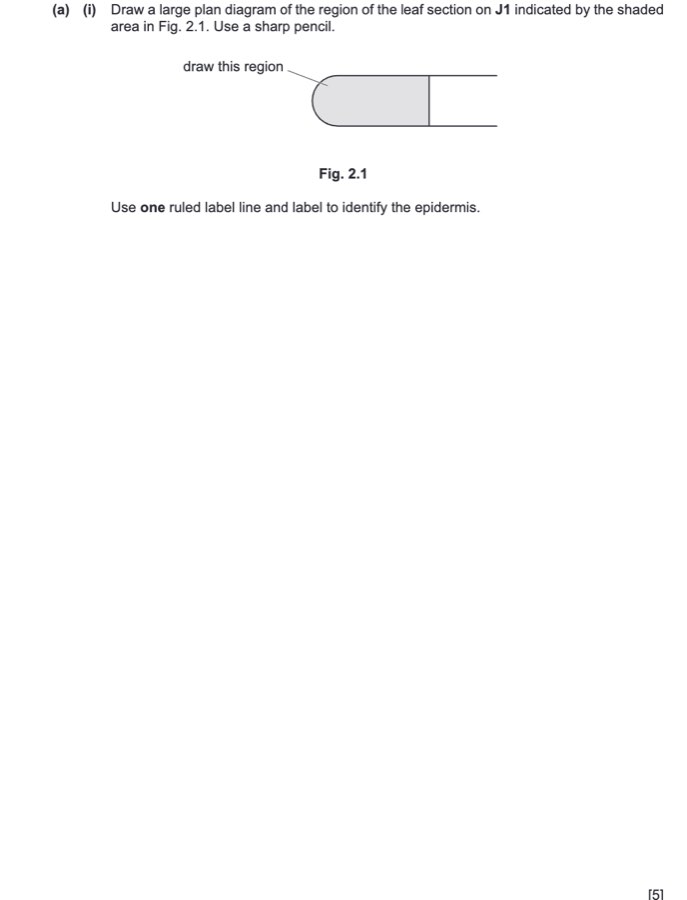 (a) (i) Draw a large plan diagram of the region of the leaf section on J1 indicated by the shaded
area in Fig. 2.1. Use a sharp pencil.
draw this region
Fig. 2.1
Use one ruled label line and label to identify the epidermis.
[5]